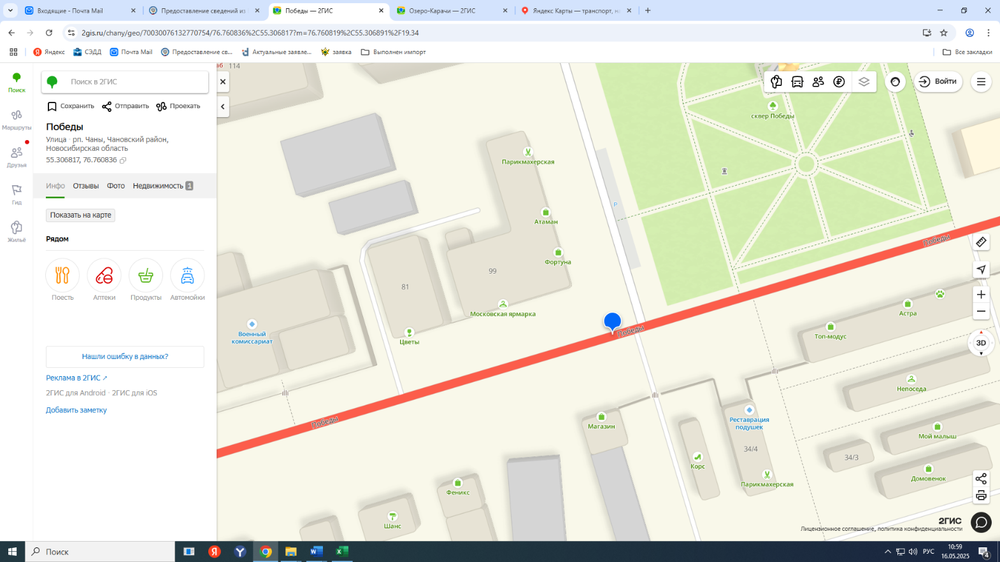 Входящие - Почта Mail
Предоставление сведений из
Победы — 2ГИС
Озеро-Карачи — 2ГИС
Яндекс Карты — транспорт, на
2gis.ru/chany/geo/70030076132770754/76.760836%2C55.306817?m=76.760819%2C55.306891%2F19.34
Яндекс
СЭДД
Почта Mail
Предоставление св...
Актуальные заявле...
заявка
Выполнен импорт
Все закладки
Поиск
Маршруты
Друзья
Гид
Жильё
Поиск в 2ГИС
Сохранить
Отправить
Проехать
Победы
Улица · рп. Чаны, Чановский район,
Новосибирская область
55.306817, 76.760836
Инфо
Отзывы
Фото
Недвижимость 1
Показать на карте
Рядом
Поесть
Аптеки
Продукты
Автомойки
Нашли ошибку в данных?
Реклама в 2ГИС ↗
2ГИС для Android · 2ГИС для iOS
Добавить заметку
114
Войти
сквер Победы
Парикмахерская
P
Атаман
Победы
Фортуна
99
81
Московская ярмарка
Астра
Военный
комиссариат
Цветы
Победы
Топ-модус
3D
Непоседа
Победы
Магазин
Реставрация
подушек
Мой малыш
34/4
34/3
Корс
Домовенок
Парикмахерская
Феникс
Шанс
2ГИС
Лицензионное соглашение, политика конфиденциальности
Поиск
РУС
10:59
16.05.2025
4